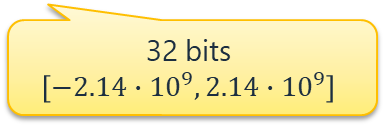 32 bits
[−2.14 · 10⁹, 2.14 · 10⁹]